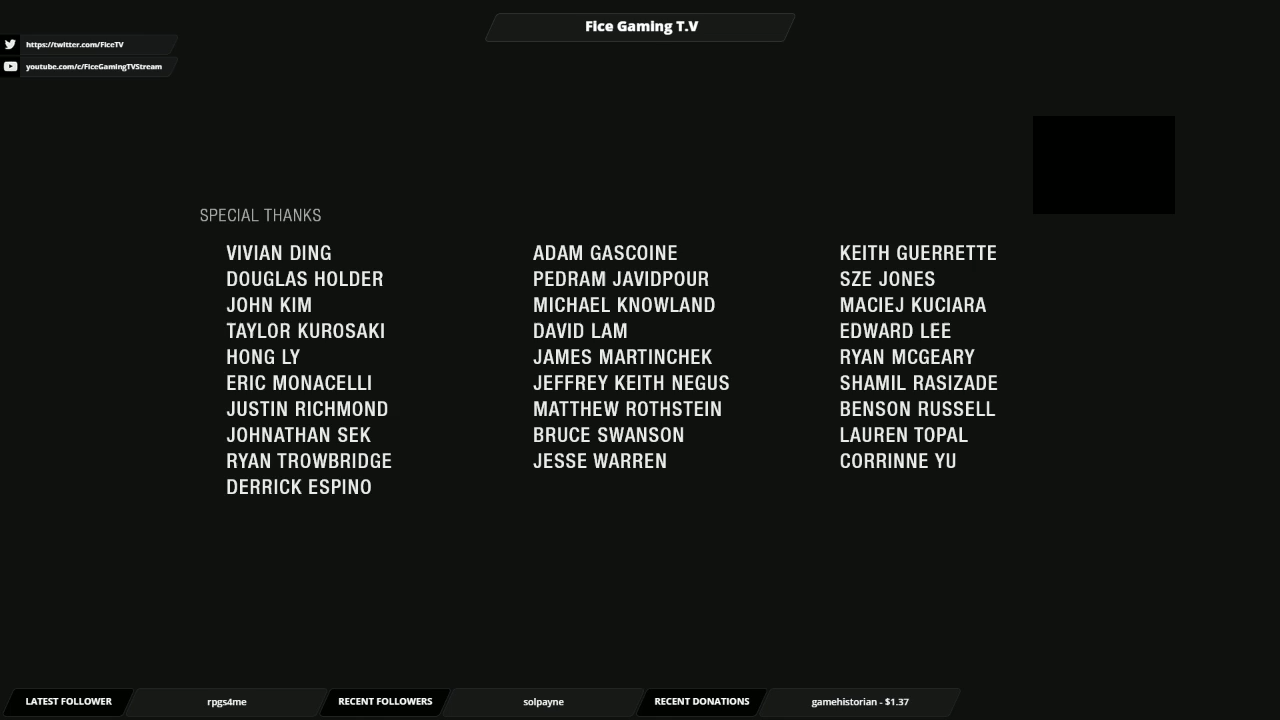 Fice Gaming T.V
https://twitter.com/FiceTV
youtube.com/c/FiceGamingTVStream
SPECIAL THANKS
VIVIAN DING ADAM GASCOINE KEITH GUERRETTE
DOUGLAS HOLDER PEDRAM JAVIDPOUR SZE JONES
JOHN KIM MICHAEL KNOWLAND MACIEJ KUCIARA
TAYLOR KUROSAKI DAVID LAM EDWARD LEE
HONG LY JAMES MARTINCHEK RYAN MCGEARY
ERIC MONACELLI JEFFREY KEITH NEGUS SHAMIL RASIZADE
JUSTIN RICHMOND MATTHEW ROTHSTEIN BENSON RUSSELL
JOHNATHAN SEK BRUCE SWANSON LAUREN TOPAL
RYAN TROWBRIDGE JESSE WARREN CORRINNE YU
DERRICK ESPINO
LATEST FOLLOWER rpgs4me RECENT FOLLOWERS solpayne RECENT DONATIONS gamehistorian - $1.37